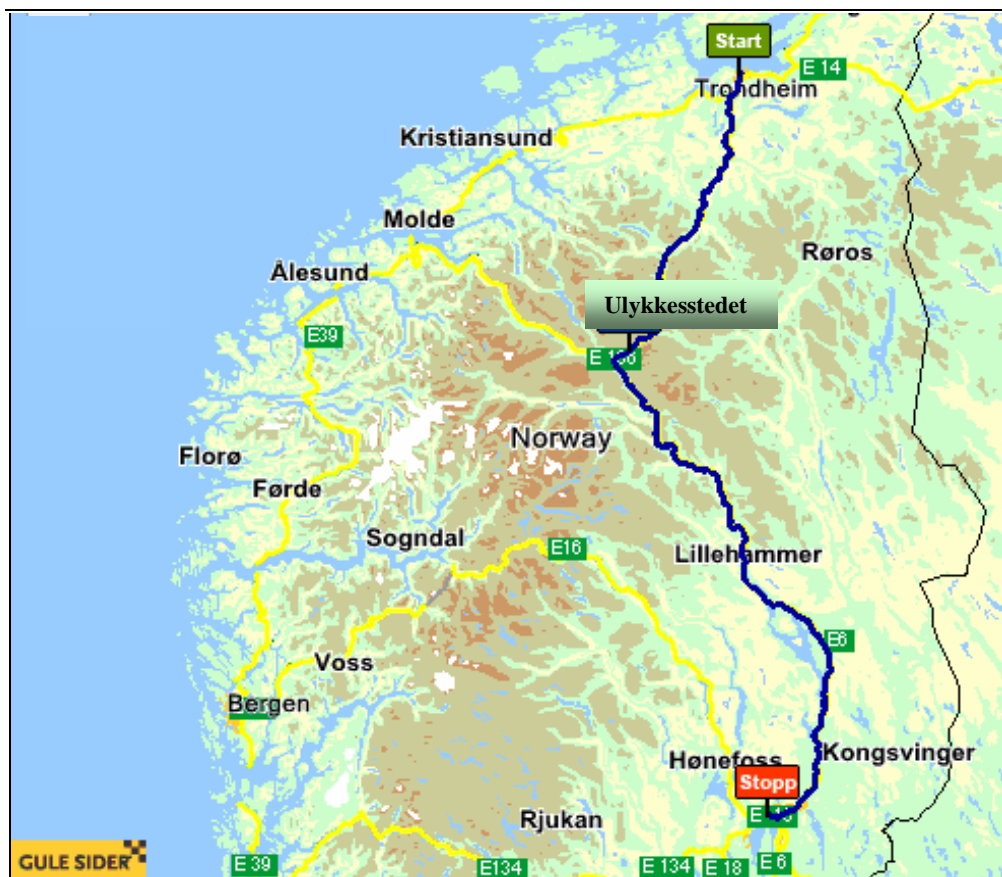 Start
E 14
Trondheim
Kristiansund
Molde
Røros
Ålesund
Ulykkesstedet
E39
Norway
Florø
Førde
Sogndal
E16
Lillehammer
E6
Voss
Bergen
Hønefoss
Kongsvinger
Stopp
Rjukan
GULE SIDER
E 39
E134
E134
E 18
E 6